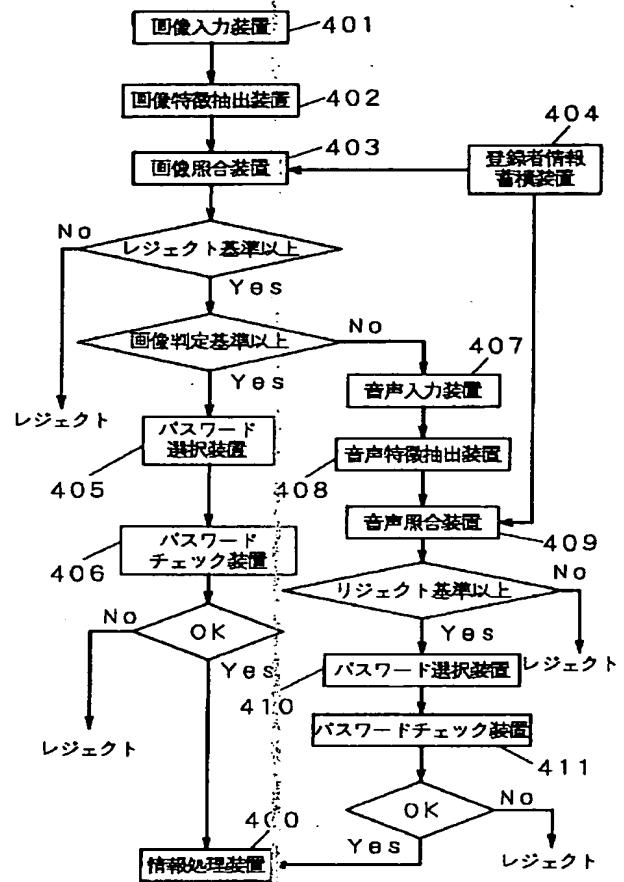 画像入力装置
401
画像特徴抽出装置
402
画像照合装置
403
404
登録者情報
蓄積装置
No
レジェクト基準以上
Yes
画像判定基準以上
No
Yes
レジェクト
407
音声入力装置
パスワード
選択装置
405
音声特徴抽出装置
408
音声照合装置
409
パスワード
チェック装置
406
リジェクト基準以上
No
Yes
レジェクト
No
OK
Yes
レジェクト
パスワード選択装置
410
パスワードチェック装置
411
OK
No
Yes
レジェクト
400
情報処理装置